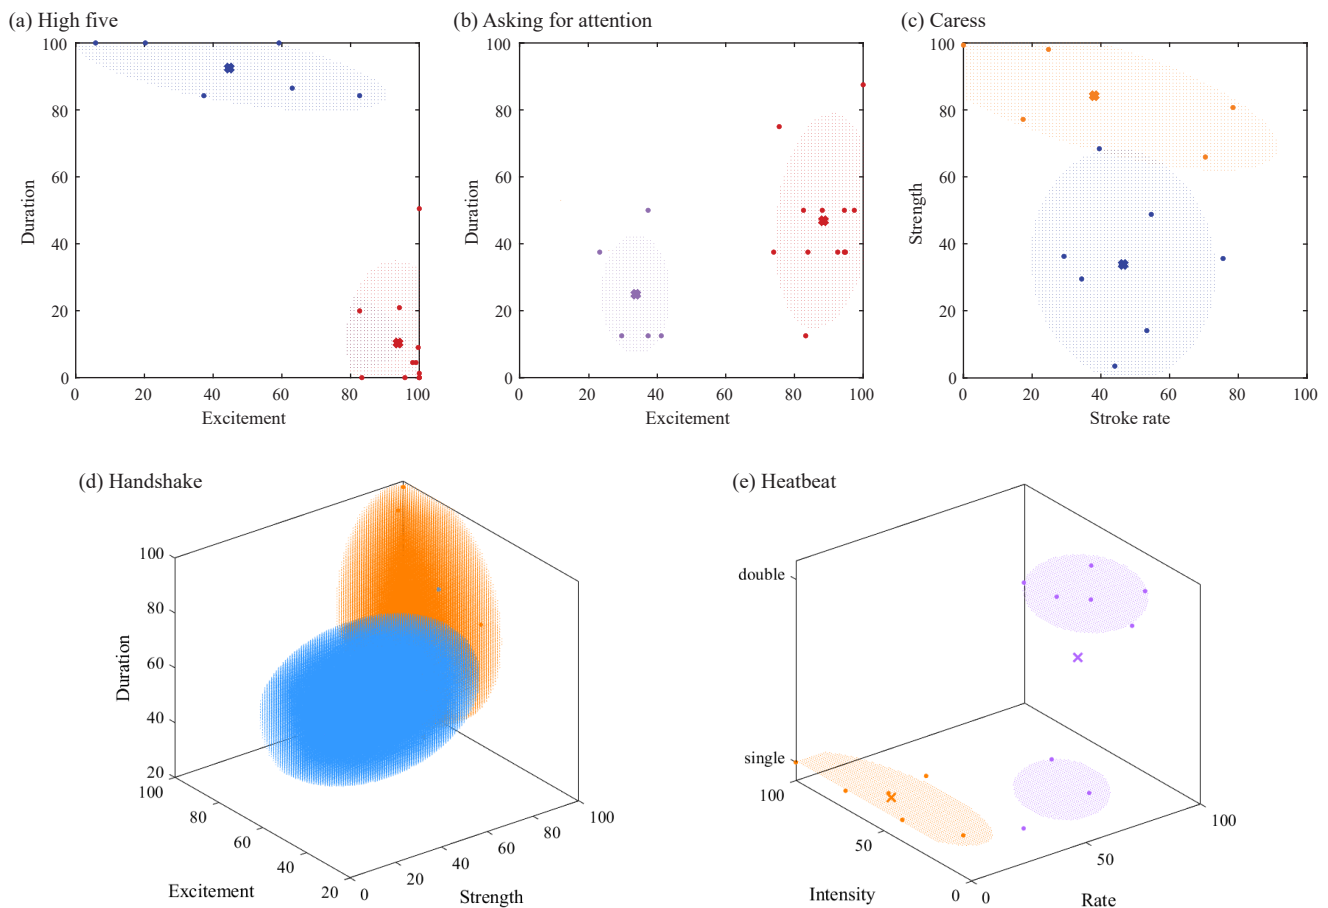 (a) High five
(b) Asking for attention
(c) Caress
100
80
60
40
20
0
Duration
0 20 40 60 80 100
Excitement
100
80
60
40
20
0
Duration
0 20 40 60 80 100
Excitement
100
80
60
40
20
0
Strength
0 20 40 60 80 100
Stroke rate
(d) Handshake
100
80
60
40
20
Duration
100
80
60
40
20
Excitement
0
20
40
60
80
100
Strength
(e) Heatbeat
double
single
100
50
0
Intensity
0
50
100
Rate